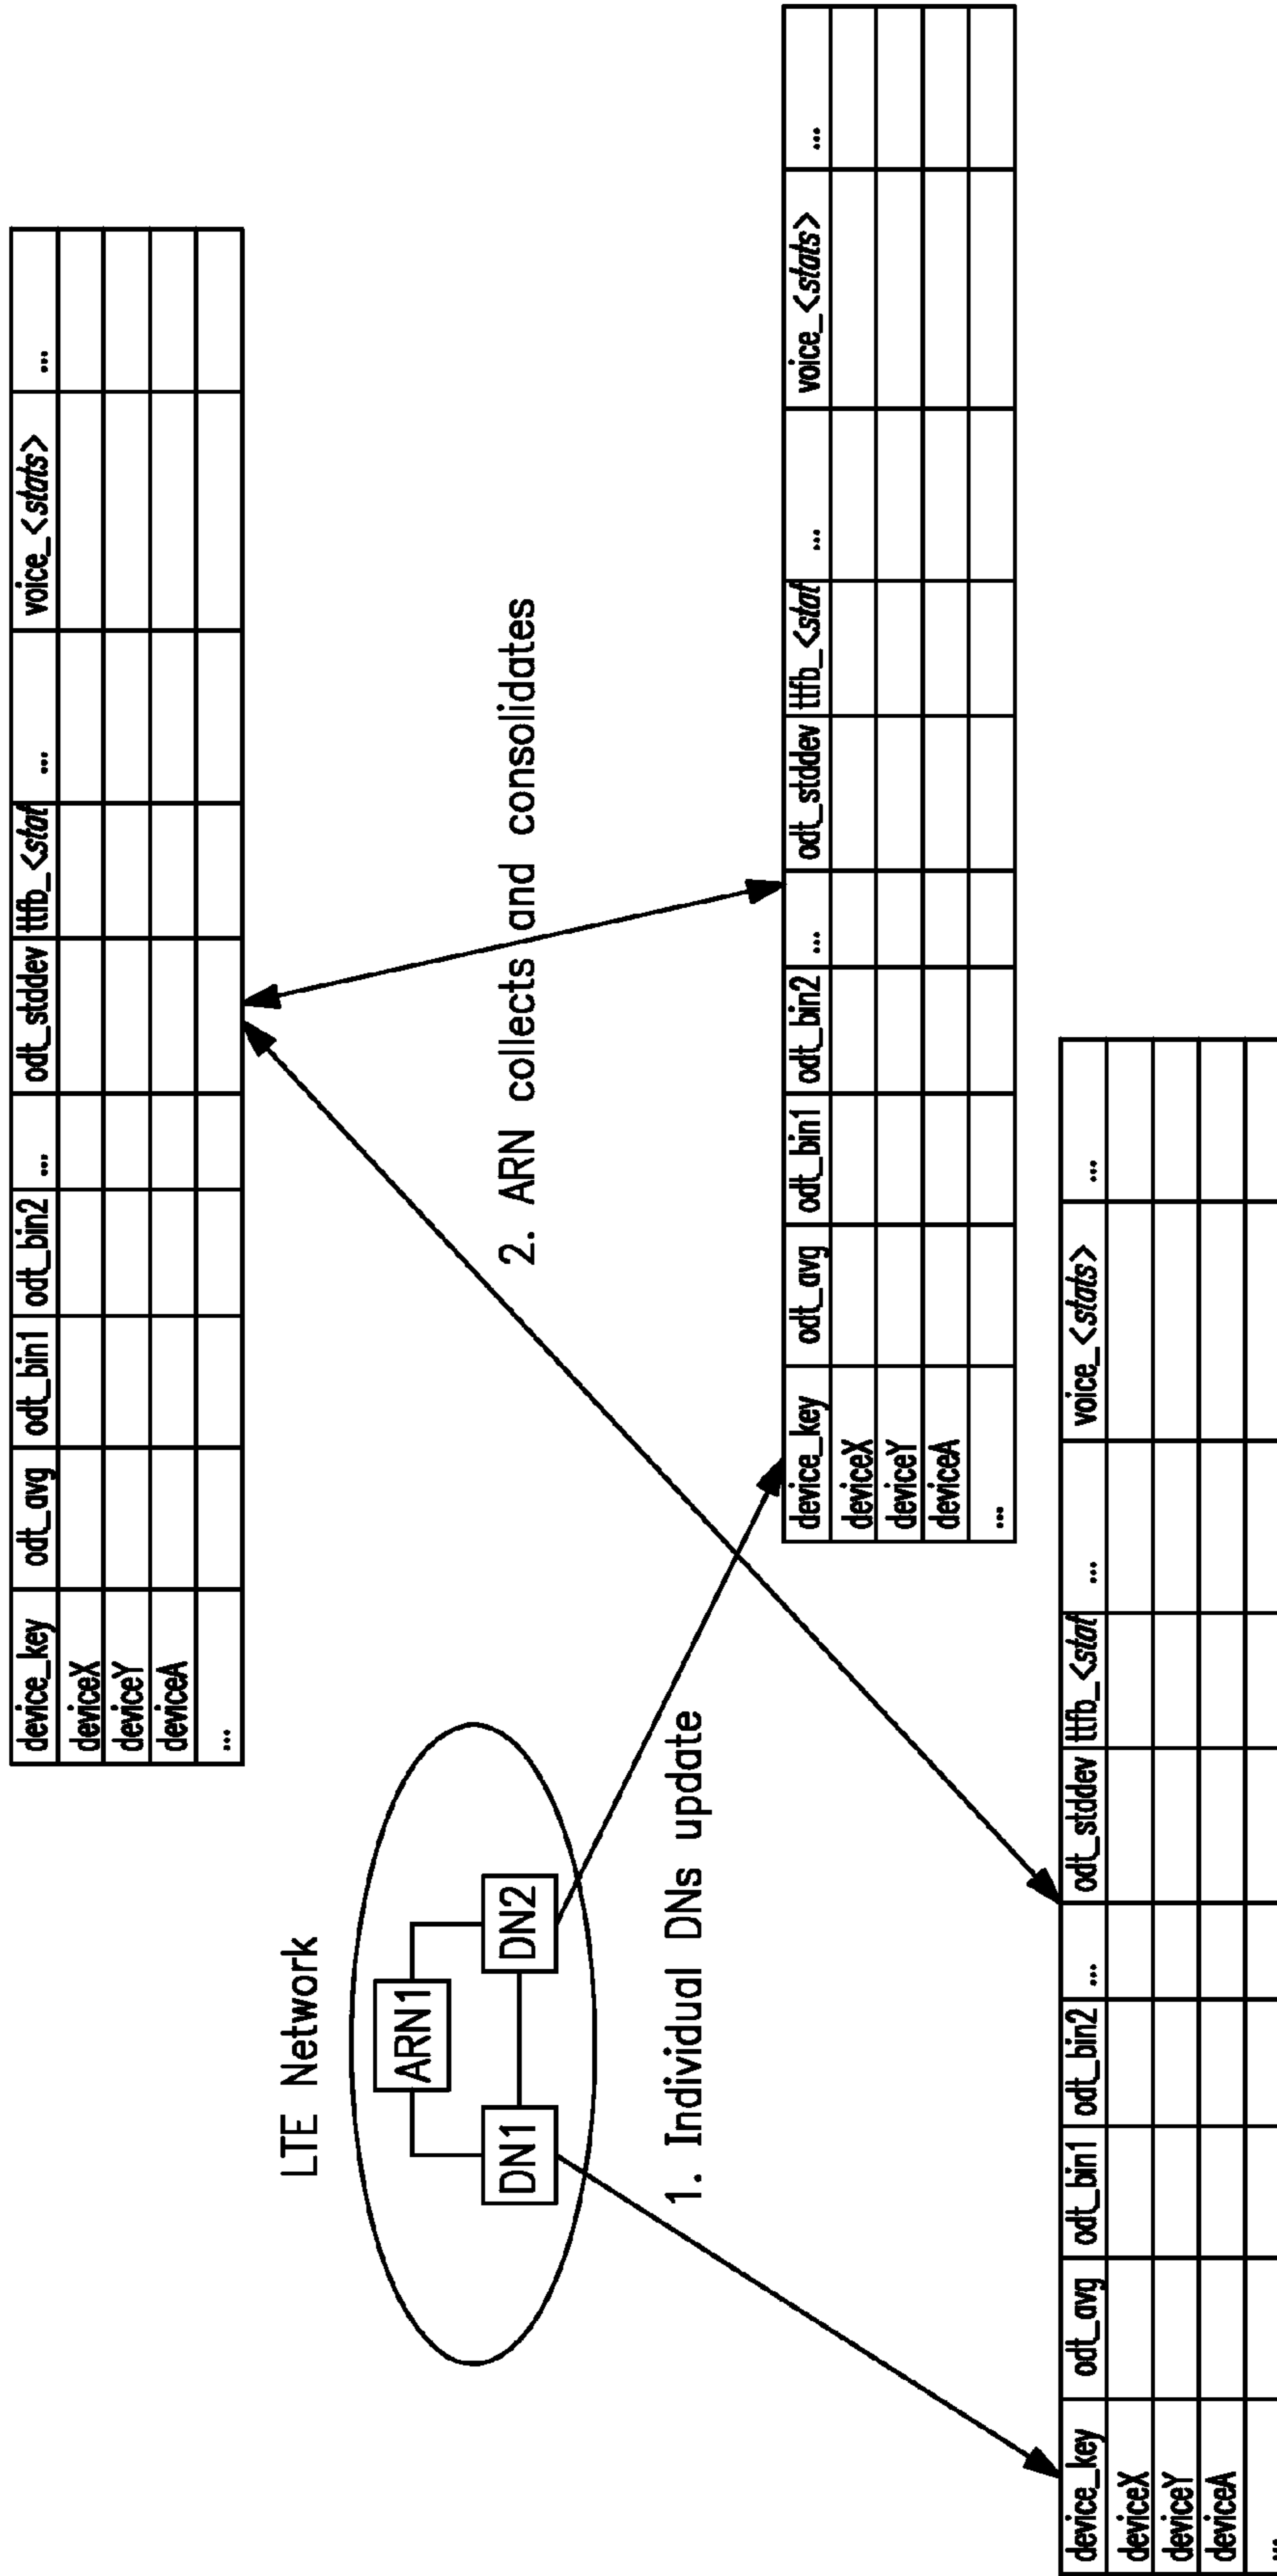 device_key odt_avg odt_bin1 odt_bin2 ... odt_stddev ttfb_<stat ... voice_<stats> ...
deviceX
deviceY
deviceA
...
LTE Network
ARN1
DN1 DN2
2. ARN collects and consolidates
1. Individual DNs update
device_key odt_avg odt_bin1 odt_bin2 ... odt_stddev ttfb_<stat ... voice_<stats> ...
deviceX
deviceY
deviceA
...
device_key odt_avg odt_bin1 odt_bin2 ... odt_stddev ttfb_<stat ... voice_<stats> ...
deviceX
deviceY
deviceA
...